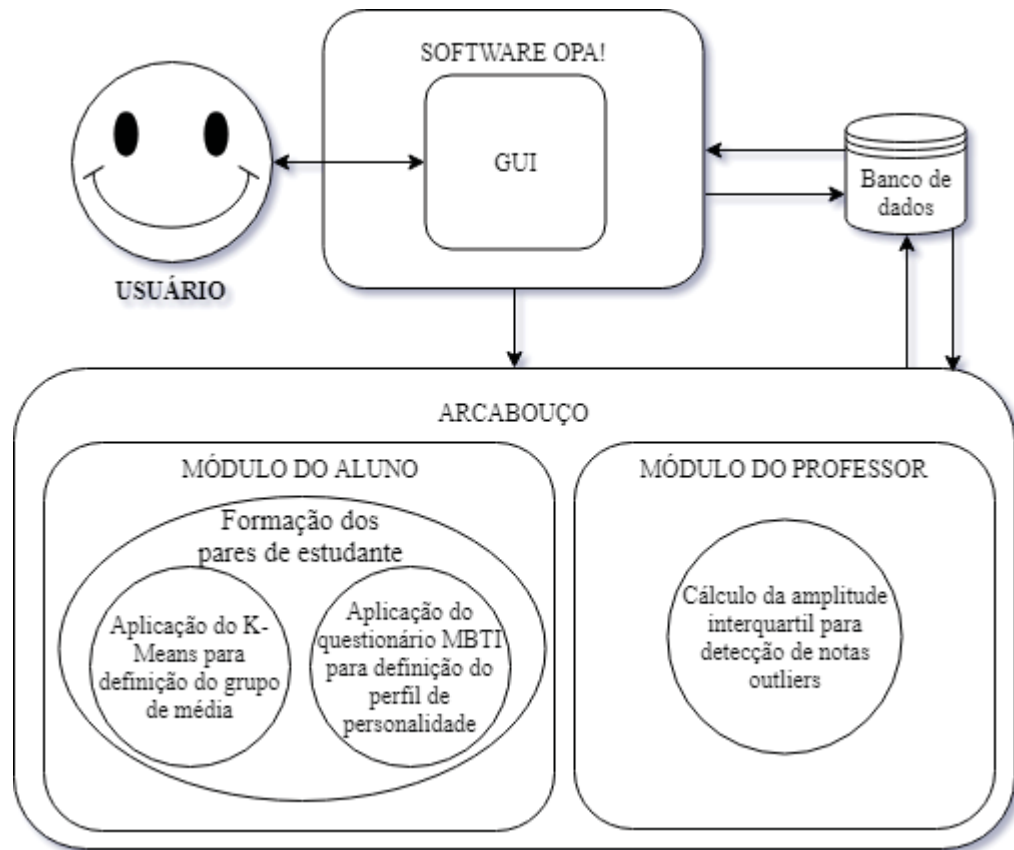 SOFTWARE OPA!
GUI
Banco de
dados
USUÁRIO
ARCABOUÇO
MÓDULO DO ALUNO
Formação dos
pares de estudante
Aplicação do K-
Means para
definição do grupo
de média
Aplicação do
questionário MBTI
para definição do
perfil de
personalidade
MÓDULO DO PROFESSOR
Cálculo da amplitude
interquartil para
detecção de notas
outliers